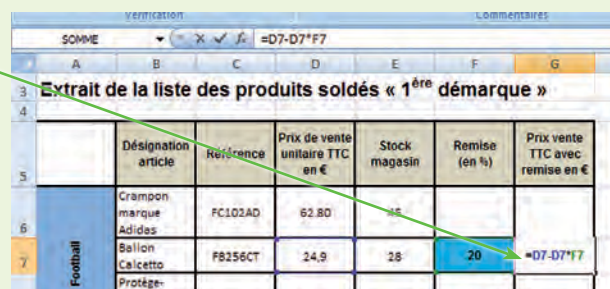 Vérification Commentaires
SOMME =D7-D7*F7
A B C D E F G
3 Extrait de la liste des produits soldés « 1ère démarque »
4
5 Désignation article Référence Prix de vente unitaire TTC en € Stock magasin Remise (en %) Prix vente TTC avec remise en €
6 Crampon marque Adidas FC102AD 62.80 45
7 Football Ballon Calcetto FB256CT 24,9 28 20 =D7-D7*F7
Protège-